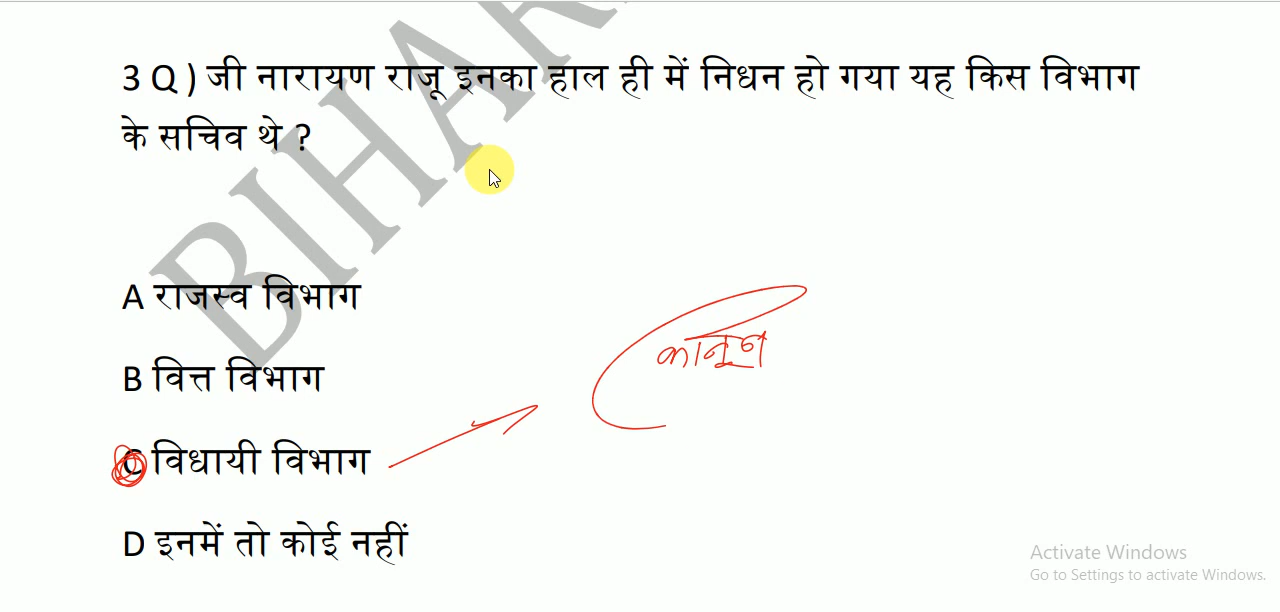 BIHAR
3 Q ) जी नारायण राजू इनका हाल ही में निधन हो गया यह किस विभाग
के सचिव थे ?
A राजस्व विभाग
कानून
B वित्त विभाग
C विधायी विभाग
D इनमें तो कोई नहीं
Activate Windows
Go to Settings to activate Windows.